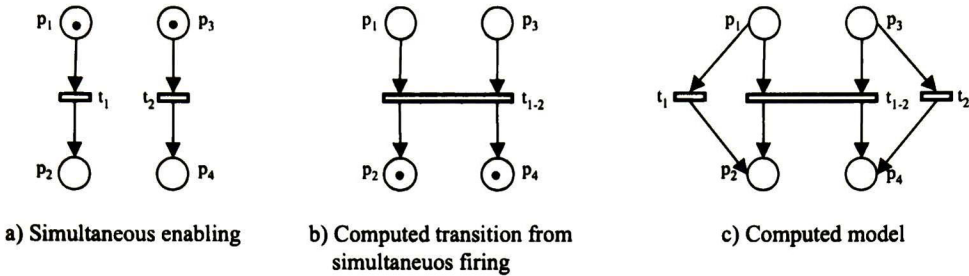 p1 p3 p1 p3 p1 p3
t1 t2 t1-2 t1 t1-2 t2
p2 p4 p2 p4 p2 p4
a) Simultaneous enabling b) Computed transition from c) Computed model
simultaneuos firing